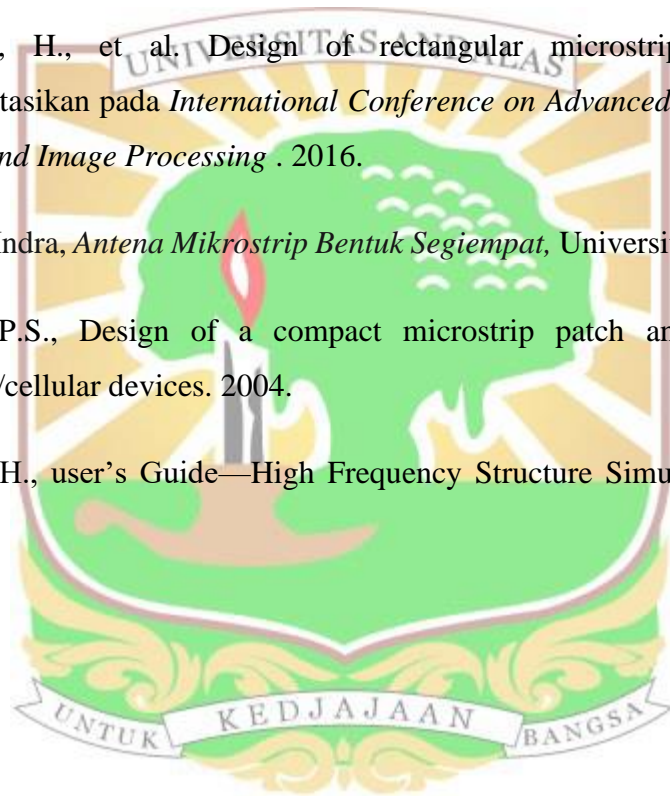 UNIVERSITAS ANDALAS
, H., et al. Design of rectangular microstrip
tasikan pada International Conference on Advanced
nd Image Processing . 2016.
Indra, Antena Mikrostrip Bentuk Segiempat, Universi
P.S., Design of a compact microstrip patch an
/cellular devices. 2004.
H., user’s Guide—High Frequency Structure Simu
UNTUK KEDJAJAAN BANGSA